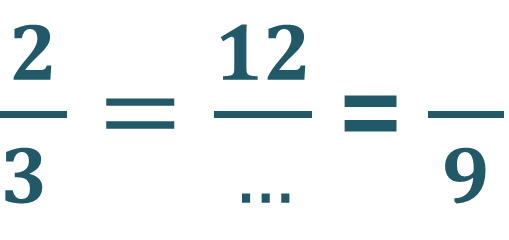 2/3 = 12/... = /9